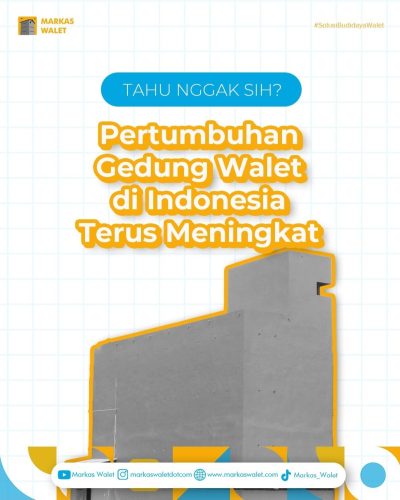 MARKAS
WALET
#SolusiBudidayaWalet
TAHU NGGAK SIH?
Pertumbuhan
Gedung Walet
di Indonesia
Terus Meningkat
Markas Walet markaswaletdotcom www.markaswalet.com Markas_Walet